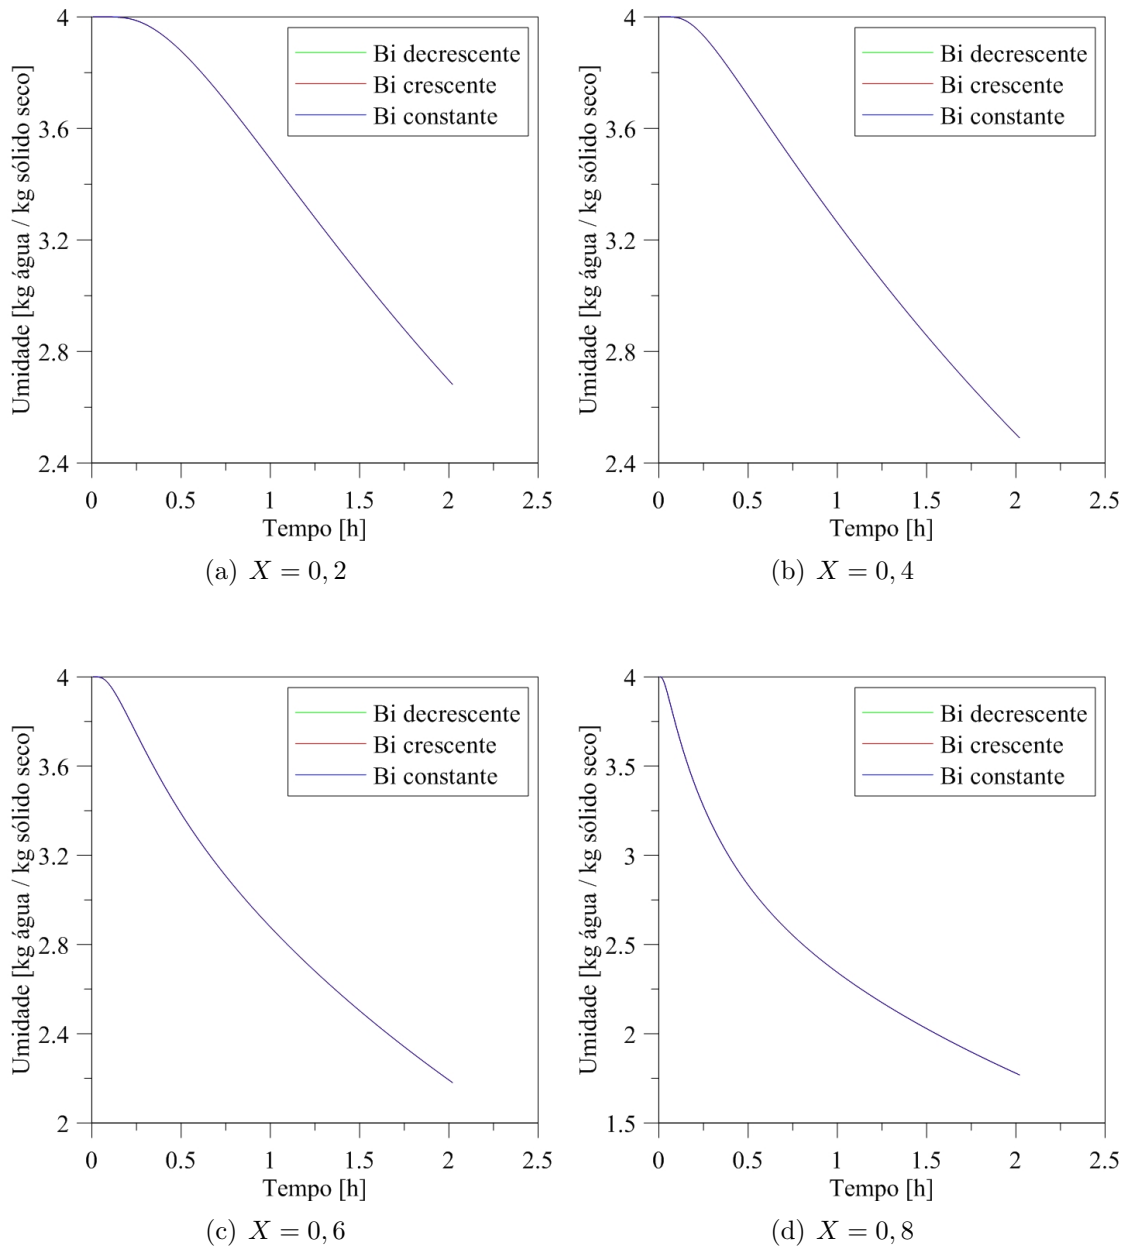 4
3.6
3.2
2.8
2.4
Umidade [kg água / kg sólido seco]
Bi decrescente
Bi crescente
Bi constante
0 0.5 1 1.5 2 2.5
Tempo [h]
(a) X = 0, 2
4
3.6
3.2
2.8
2.4
Umidade [kg água / kg sólido seco]
Bi decrescente
Bi crescente
Bi constante
0 0.5 1 1.5 2 2.5
Tempo [h]
(b) X = 0, 4
4
3.6
3.2
2.8
2.4
2
Umidade [kg água / kg sólido seco]
Bi decrescente
Bi crescente
Bi constante
0 0.5 1 1.5 2 2.5
Tempo [h]
(c) X = 0, 6
4
3.5
3
2.5
2
1.5
Umidade [kg água / kg sólido seco]
Bi decrescente
Bi crescente
Bi constante
0 0.5 1 1.5 2 2.5
Tempo [h]
(d) X = 0, 8